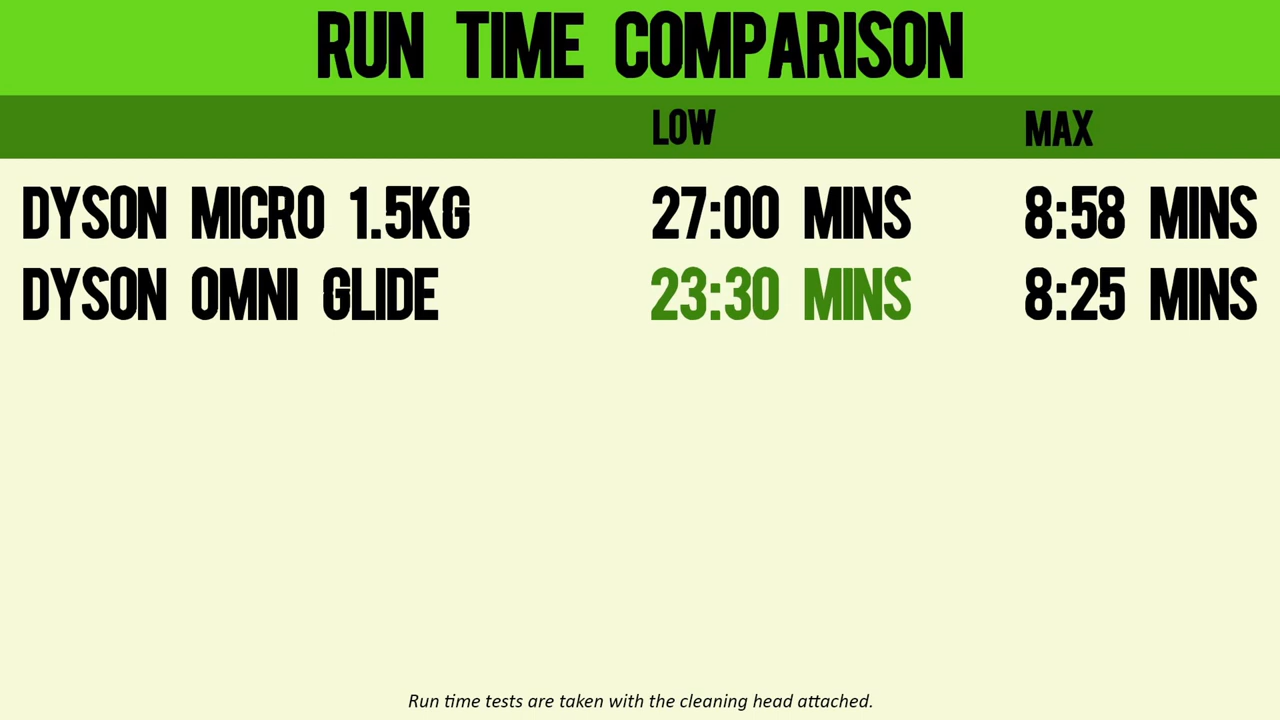 RUN TIME COMPARISON
LOW MAX
DYSON MICRO 1.5KG 27:00 MINS 8:58 MINS
DYSON OMNI GLIDE 23:30 MINS 8:25 MINS
Run time tests are taken with the cleaning head attached.